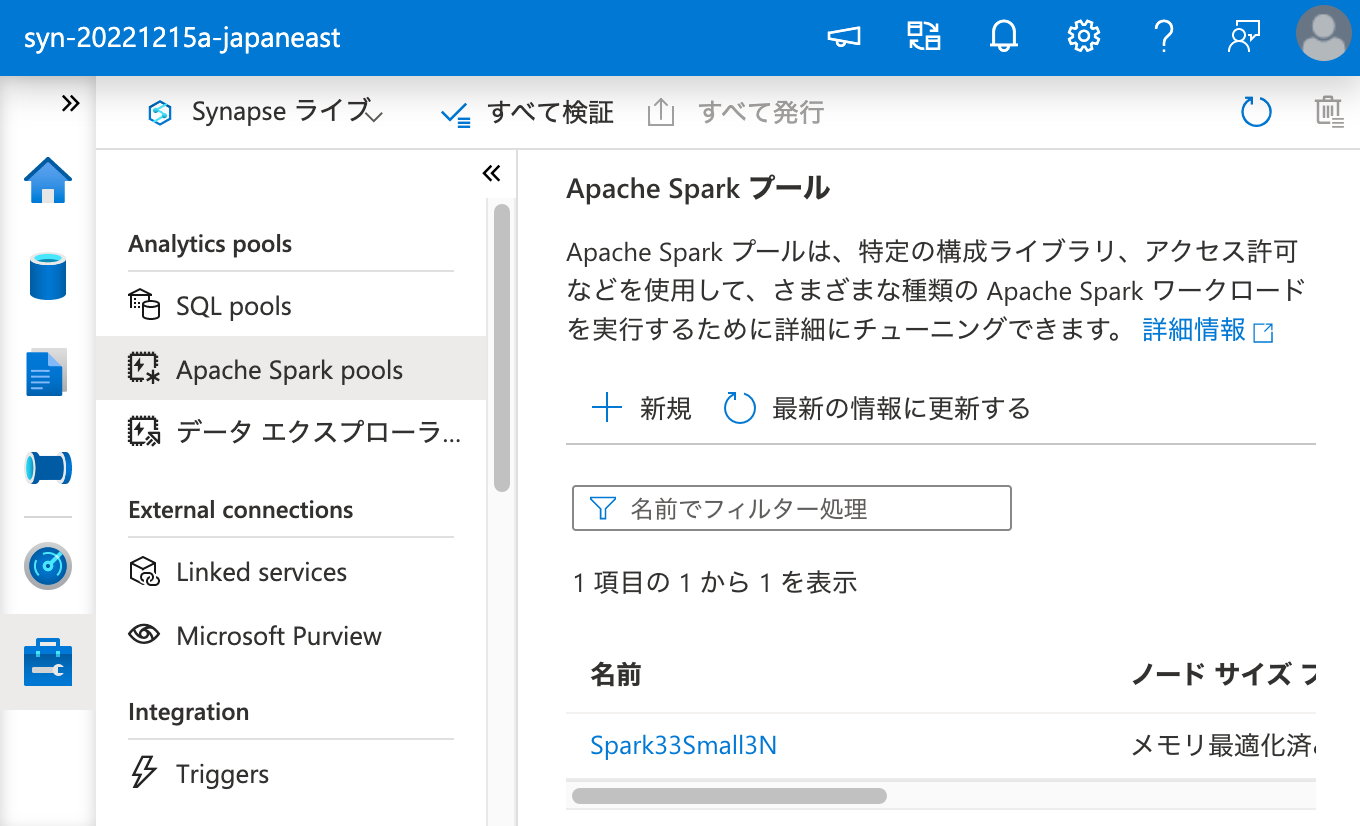 syn-20221215a-japaneast
Synapse ライブ
すべて検証
すべて発行
Analytics pools
SQL pools
Apache Spark pools
データ エクスプローラ...
External connections
Linked services
Microsoft Purview
Integration
Triggers
Apache Spark プール
Apache Spark プールは、特定の構成ライブラリ、アクセス許可
などを使用して、さまざまな種類の Apache Spark ワークロード
を実行するために詳細にチューニングできます。 詳細情報
新規
最新の情報に更新する
名前でフィルター処理
1 項目の 1 から 1 を表示
名前
ノード サイズ フ
Spark33Small3N
メモリ最適化済